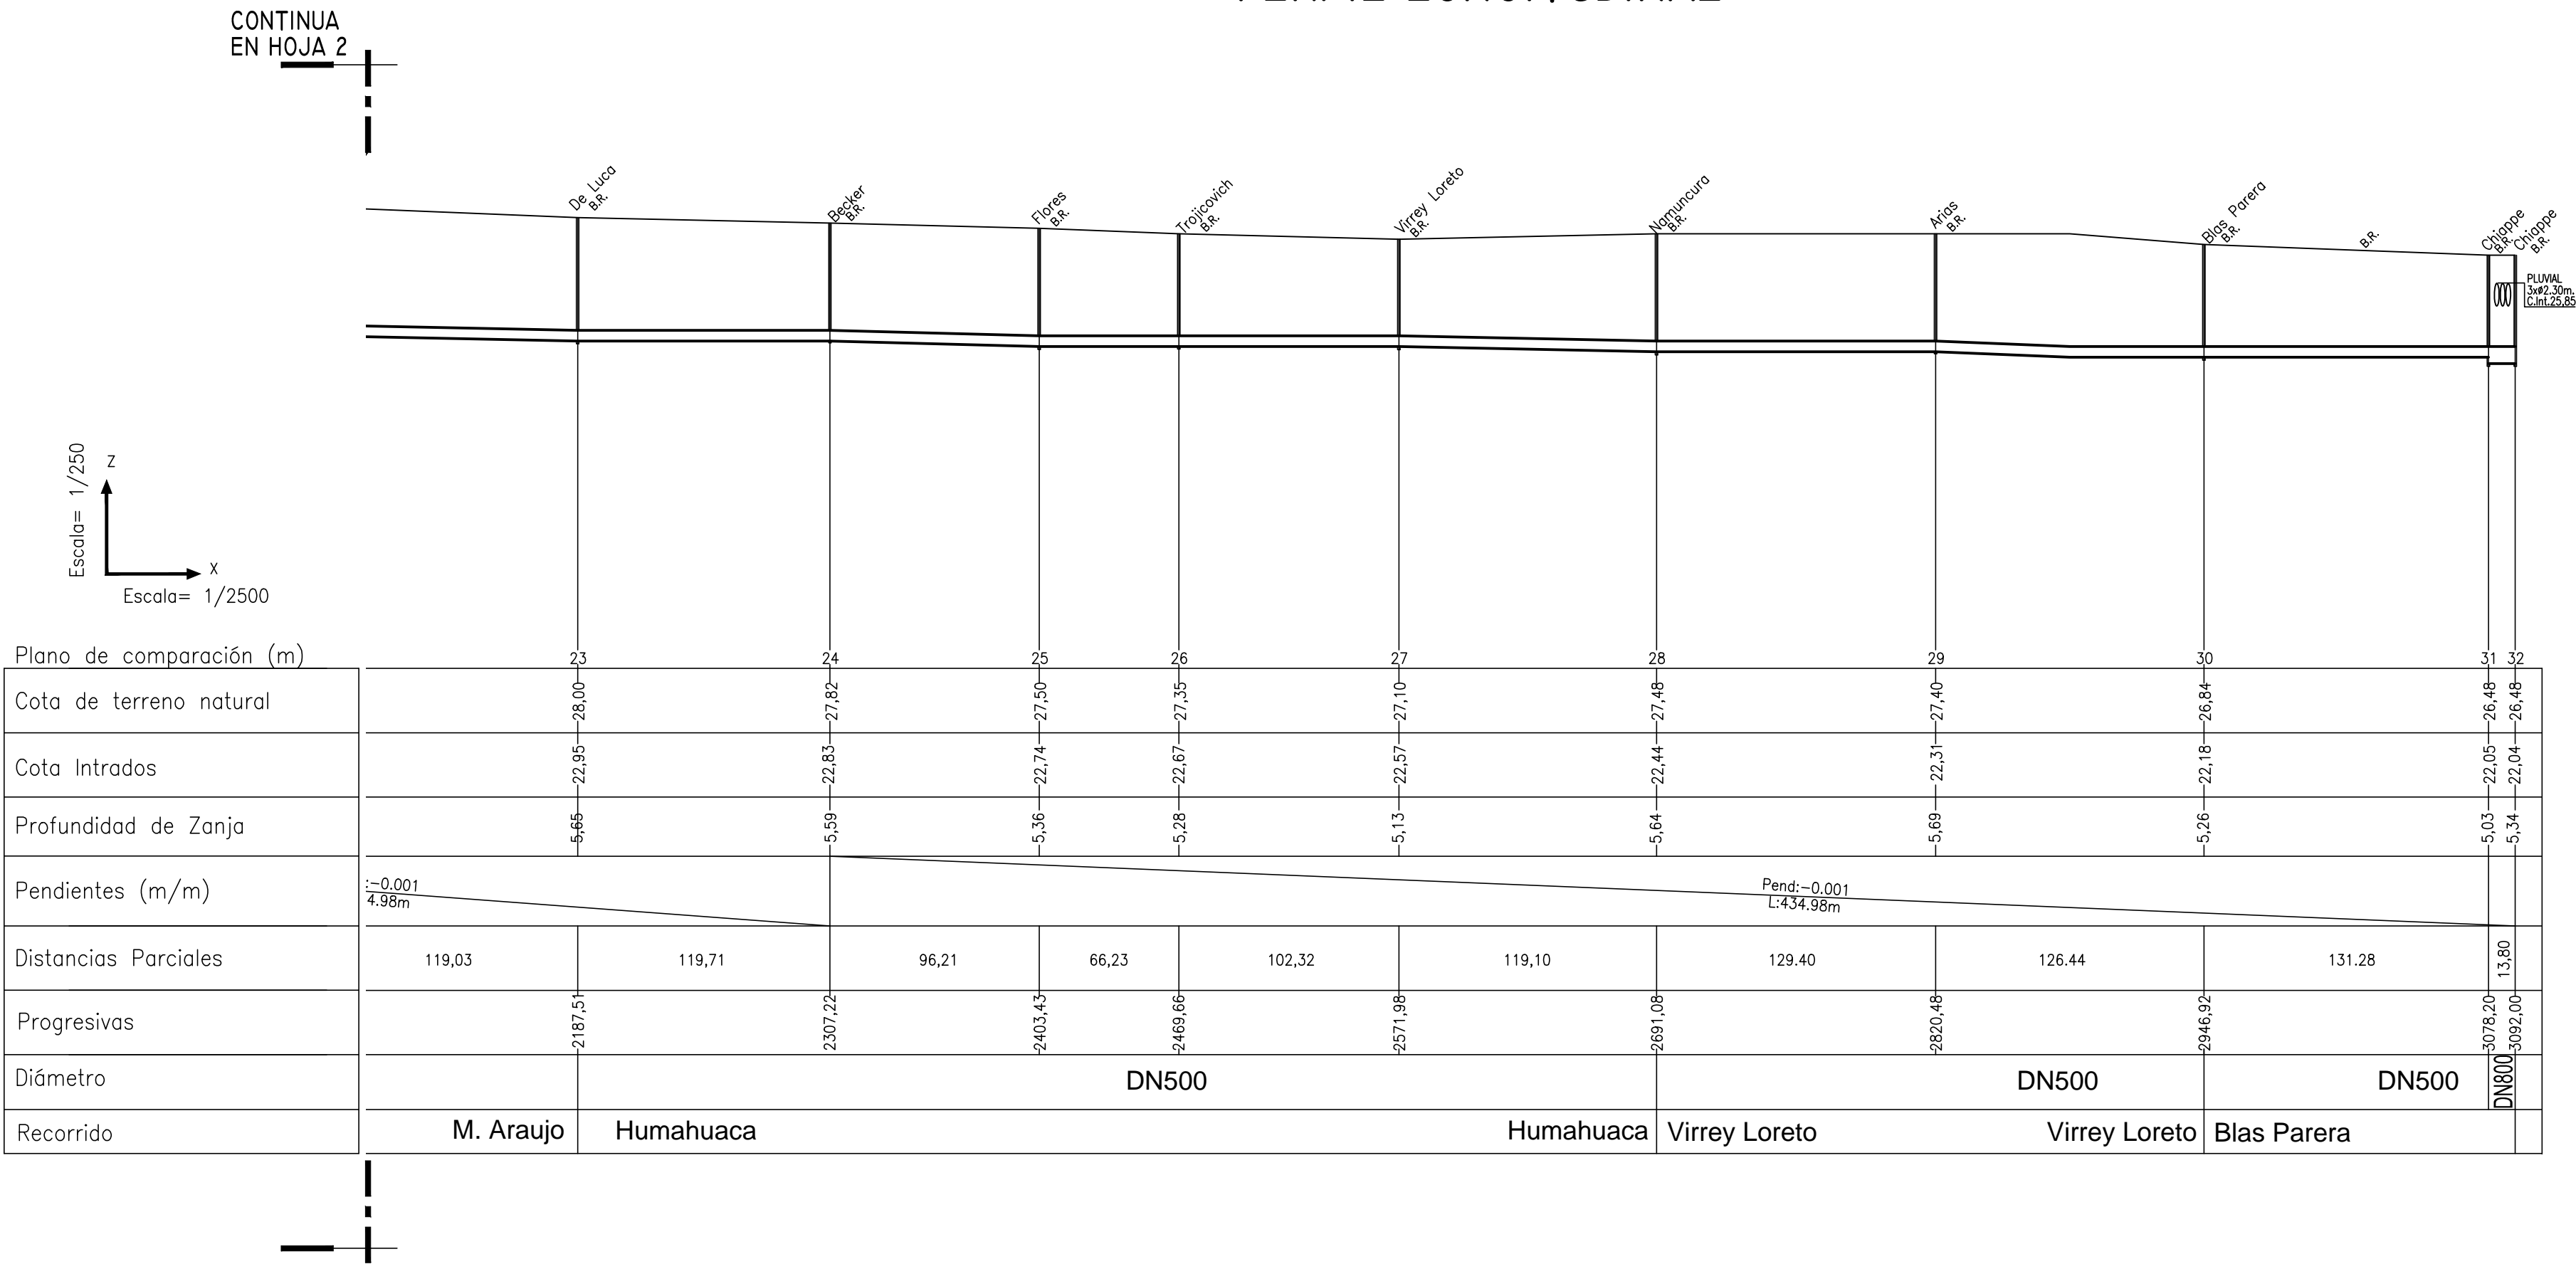 CONTINUA
EN HOJA 2
De Luca
B.R.
Becker
B.R.
Flores
B.R.
Trojicovich
B.R.
Virrey Loreto
B.R.
Namuncura
B.R.
Arias
B.R.
Blas Parera
B.R.
B.R.
Chiappe
B.R.
Chiappe
B.R.
PLUVIAL
3xø2.30m.
C.Int.25,85
Escala= 1/250
Z
X
Escala= 1/2500
Plano de comparación (m)
23 24 25 26 27 28 29 30 31 32
Cota de terreno natural 28,00 27,82 27,50 27,35 27,10 27,48 27,40 26,84 26,48 26,48
Cota Intrados 22,95 22,83 22,74 22,67 22,57 22,44 22,31 22,18 22,05 22,04
Profundidad de Zanja 5,65 5,59 5,36 5,28 5,13 5,64 5,69 5,26 5,03 5,34
Pendientes (m/m)
:-0.001
4.98m
Pend:-0.001
L:434.98m
Distancias Parciales 119,03 119,71 96,21 66,23 102,32 119,10 129.40 126.44 131.28 13,80
Progresivas 2187,51 2307,22 2403,43 2469,66 2571,98 2691,08 2820,48 2946,92 3078,20 3092,00
Diámetro DN500 DN500 DN500 DN800
Recorrido M. Araujo Humahuaca Humahuaca Virrey Loreto Virrey Loreto Blas Parera